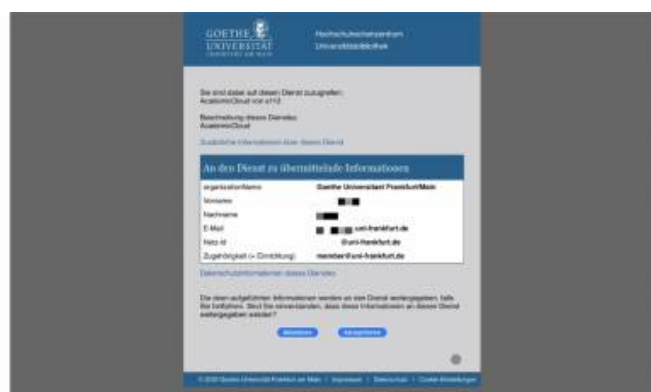 GOETHE
UNIVERSITÄT
FRANKFURT AM MAIN
Hochschulrechenzentrum
Universitätsbibliothek
Sie sind dabei auf diesen Dienst zuzugreifen:
AcademicCloud von
Beschreibung dieses Dienstes:
AcademicCloud
Zusätzliche Informationen über diesen Dienst
An den Dienst zu übermittelnde Informationen
organizationName Goethe Universitaet Frankfurt/Main
Vorname
Nachname
E-Mail uni-frankfurt.de
Netz-Id @uni-frankfurt.de
Zugehörigkeit (+ Einrichtung) member@uni-frankfurt.de
Datenschutzinformationen dieses Dienstes
Die oben aufgeführten Informationen werden an den Dienst weitergegeben, falls
Sie fortfahren. Sind Sie einverstanden, dass diese Informationen an diesen Dienst
weitergegeben werden?
Ablehnen Akzeptieren
Goethe Universität Frankfurt am Main | Impressum | Datenschutz | Cookie-Einstellungen